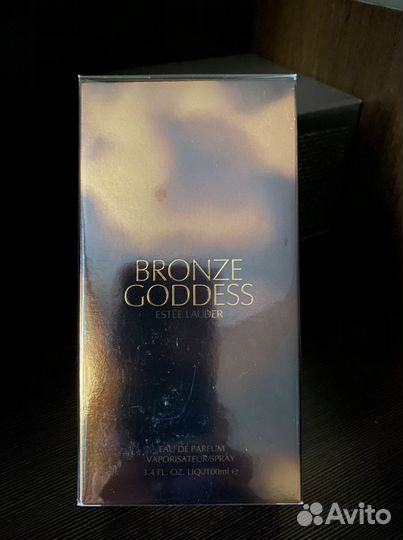 BRONZE
GODDESS
ESTĒE LAUDER
EAU DE PARFUM
VAPORISATEUR/SPRAY
3.4 FL. OZ. LIQ./100ml ℮
Avito